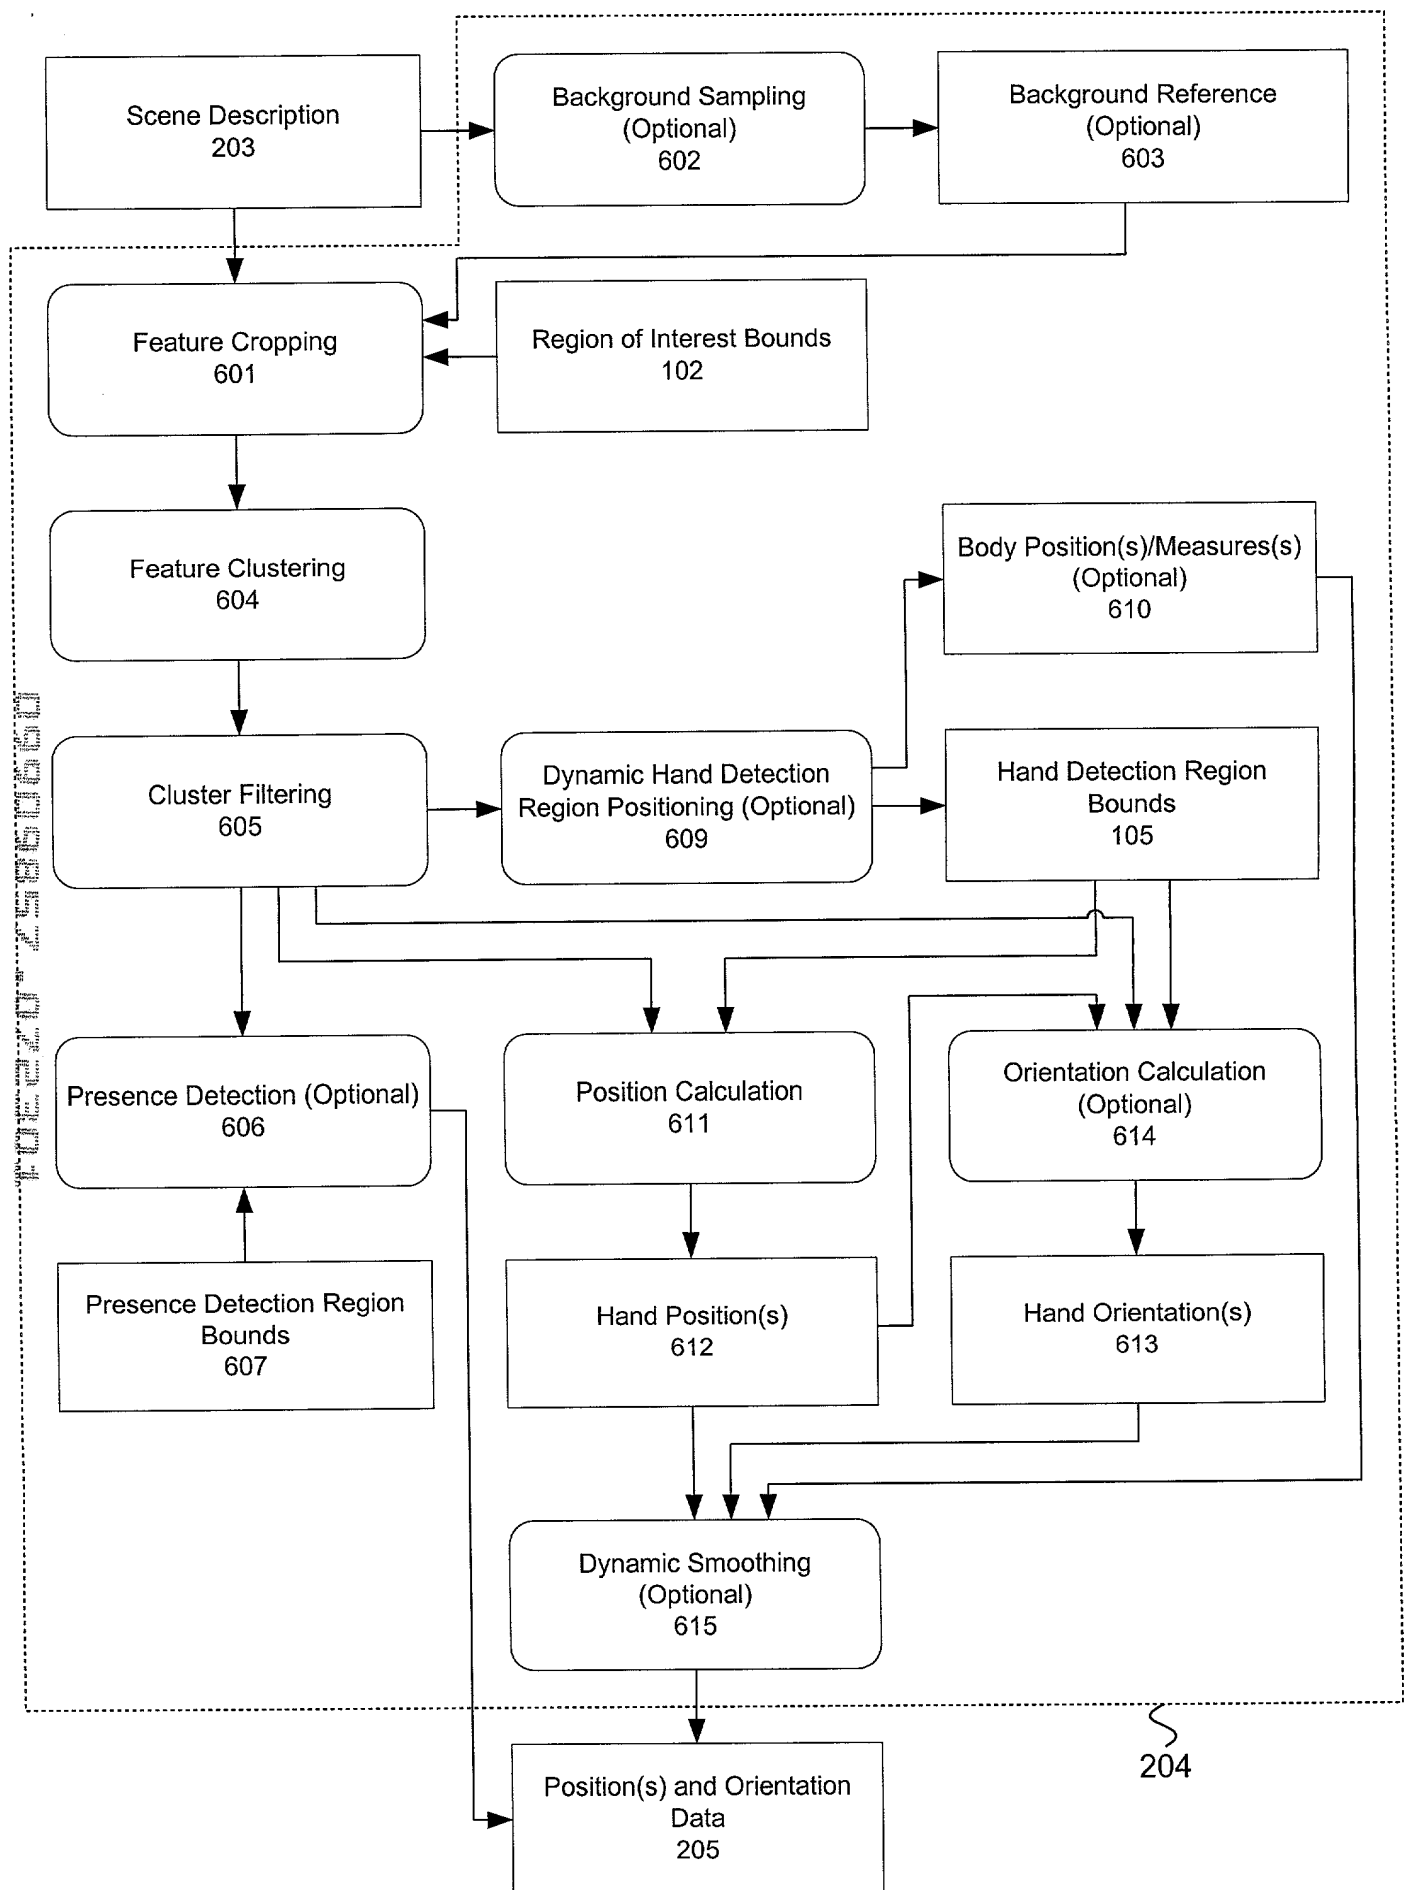 Scene Description
203
Background Sampling
(Optional)
602
Background Reference
(Optional)
603
Feature Cropping
601
Region of Interest Bounds
102
Feature Clustering
604
Body Position(s)/Measures(s)
(Optional)
610
Cluster Filtering
605
Dynamic Hand Detection
Region Positioning (Optional)
609
Hand Detection Region
Bounds
105
Presence Detection (Optional)
606
Position Calculation
611
Orientation Calculation
(Optional)
614
Presence Detection Region
Bounds
607
Hand Position(s)
612
Hand Orientation(s)
613
Dynamic Smoothing
(Optional)
615
204
Position(s) and Orientation
Data
205